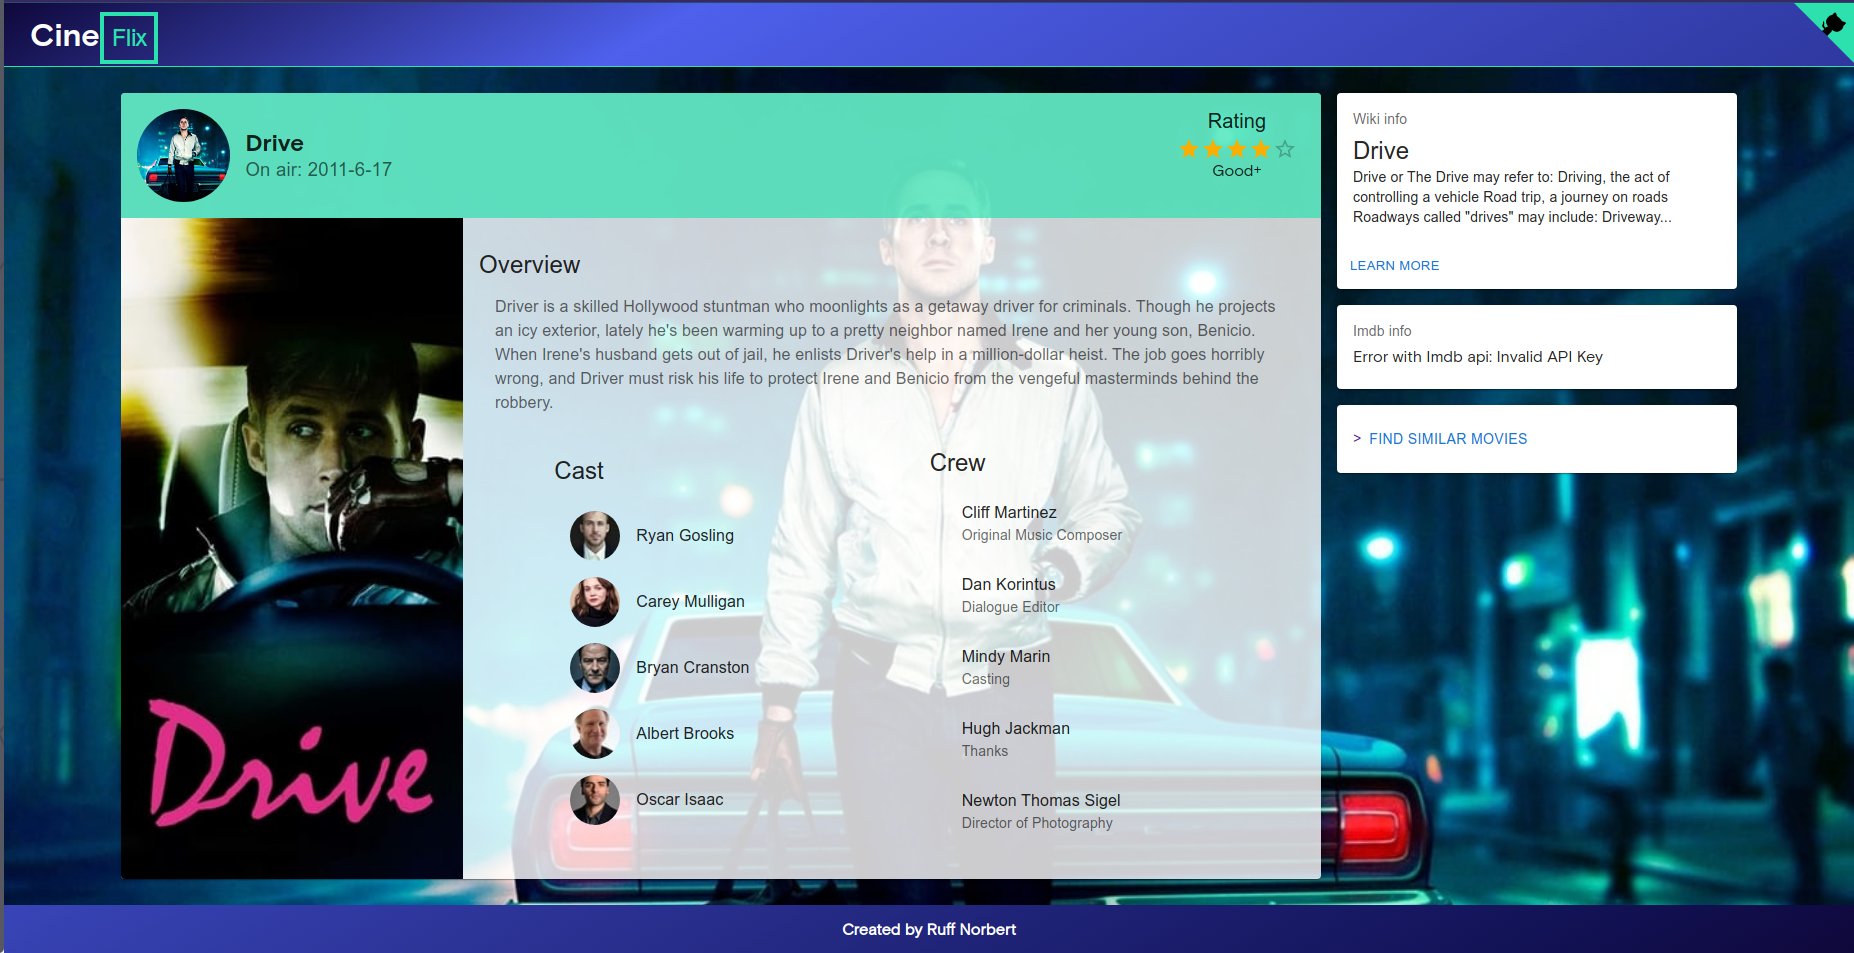 Cine Flix
Drive
On air: 2011-6-17
Rating
Good+
Overview
Driver is a skilled Hollywood stuntman who moonlights as a getaway driver for criminals. Though he projects
an icy exterior, lately he's been warming up to a pretty neighbor named Irene and her young son, Benicio.
When Irene's husband gets out of jail, he enlists Driver's help in a million-dollar heist. The job goes horribly
wrong, and Driver must risk his life to protect Irene and Benicio from the vengeful masterminds behind the
robbery.
Drive
Cast
Ryan Gosling
Carey Mulligan
Bryan Cranston
Albert Brooks
Oscar Isaac
Crew
Cliff Martinez
Original Music Composer
Dan Korintus
Dialogue Editor
Mindy Marin
Casting
Hugh Jackman
Thanks
Newton Thomas Sigel
Director of Photography
Wiki info
Drive
Drive or The Drive may refer to: Driving, the act of
controlling a vehicle Road trip, a journey on roads
Roadways called "drives" may include: Driveway...
LEARN MORE
Imdb info
Error with Imdb api: Invalid API Key
> FIND SIMILAR MOVIES
Created by Ruff Norbert